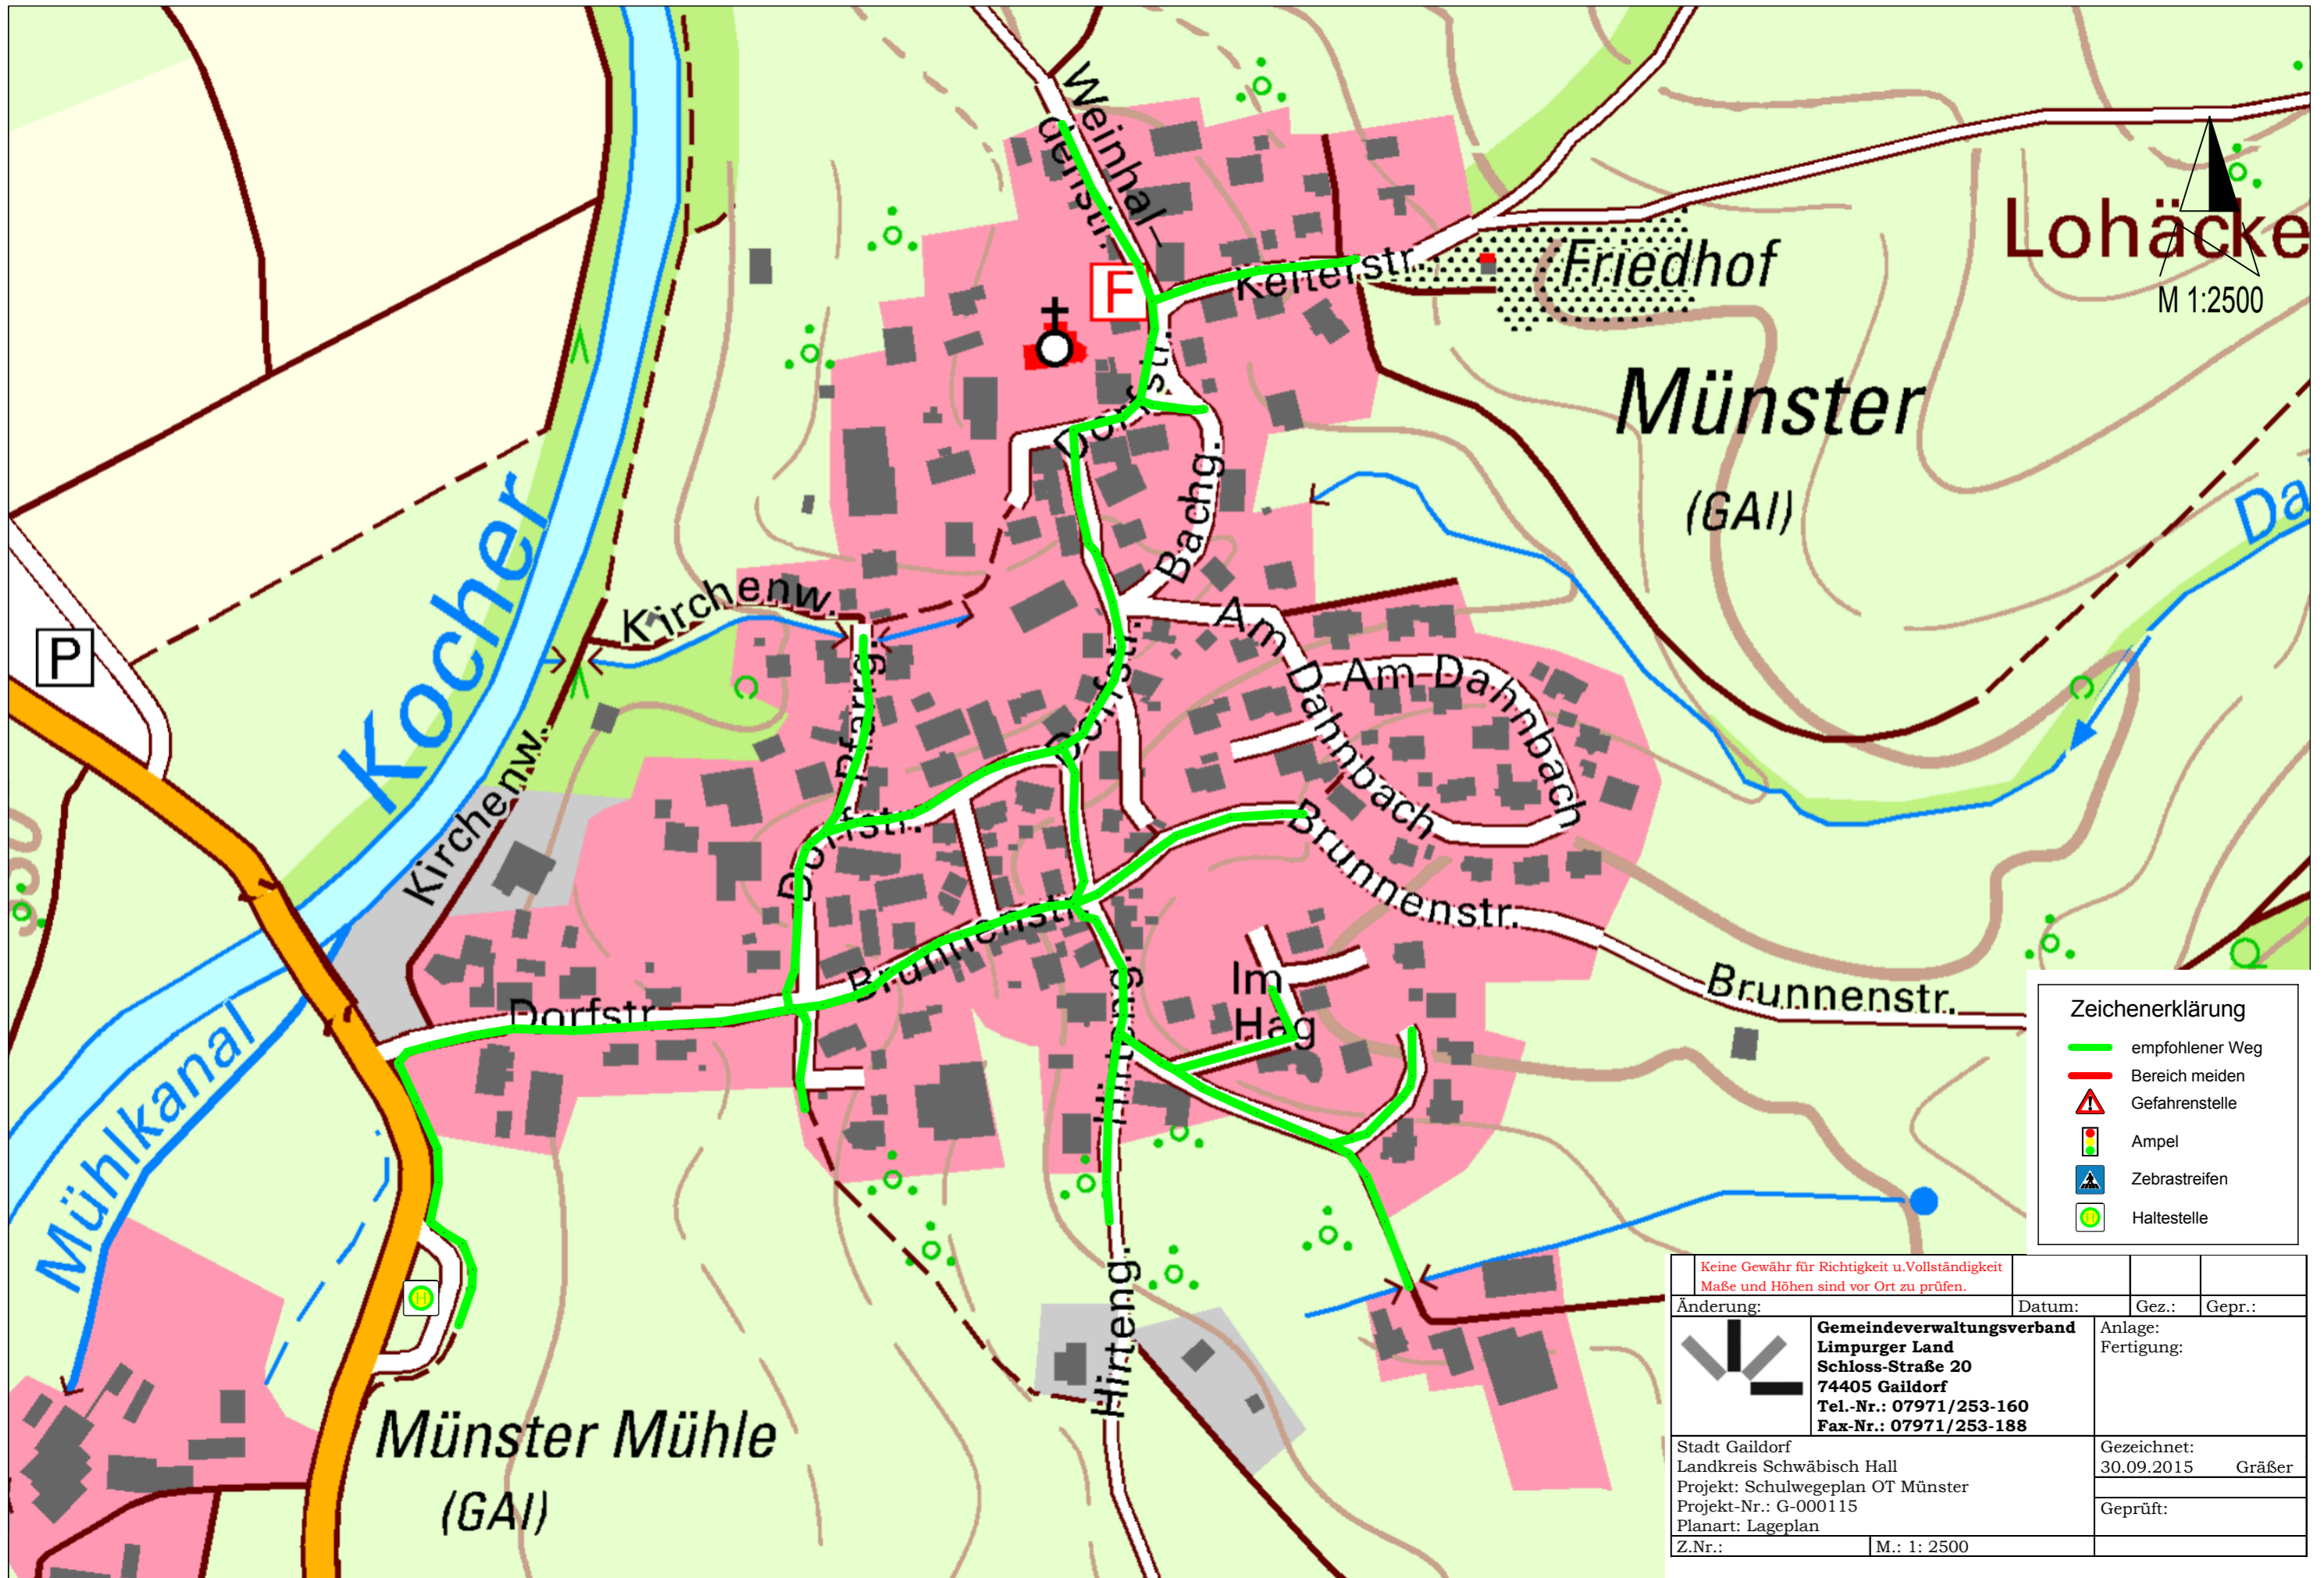 Weinhal-
denstr.
Lohäcke
M 1:2500
Friedhof
Kelterstr.
F
Münster
(GAI)
Dorfstr.
Bachg.
Kocher
Da
Kirchenw.
P
Pfarrg.
Am Dahnbach
Am Dahnbach
Dorfstr.
Kirchenw.
Dorfstr.
Dorfstr.
Brunnenstr.
Brunnenstr.
Brunnenstr.
Dorfstr.
Im
Hag
Hirteng.
Mühlkanal
Hirteng.
H
Münster Mühle
(GAI)
Zeichenerklärung
empfohlener Weg
Bereich meiden
Gefahrenstelle
Ampel
Zebrastreifen
H
Haltestelle
Keine Gewähr für Richtigkeit u.Vollständigkeit
Maße und Höhen sind vor Ort zu prüfen.
Änderung:
Datum:
Gez.:
Gepr.:
Gemeindeverwaltungsverband
Limpurger Land
Schloss-Straße 20
74405 Gaildorf
Tel.-Nr.: 07971/253-160
Fax-Nr.: 07971/253-188
Anlage:
Fertigung:
Stadt Gaildorf
Landkreis Schwäbisch Hall
Projekt: Schulwegeplan OT Münster
Projekt-Nr.: G-000115
Planart: Lageplan
Gezeichnet:
30.09.2015 Gräßer
Geprüft:
Z.Nr.:
M.: 1: 2500